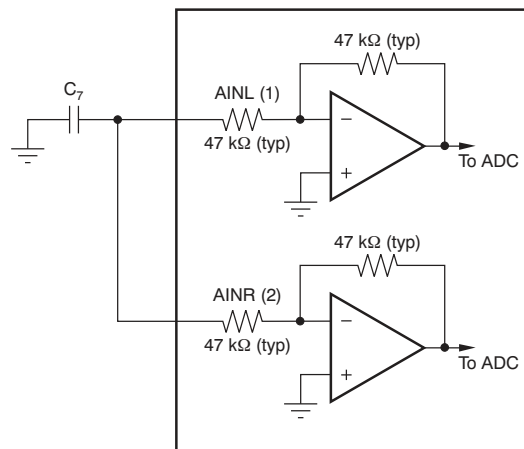 47 kΩ (typ)
C₇
AINL (1)
47 kΩ (typ)
−
+
To ADC
47 kΩ (typ)
AINR (2)
47 kΩ (typ)
−
+
To ADC